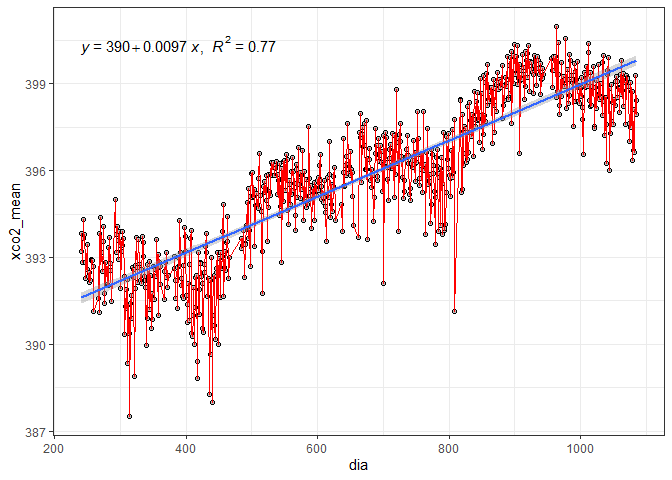 y = 390 + 0.0097 x, R² = 0.77
399
396
393
390
387
xco2_mean
200 400 600 800 1000
dia